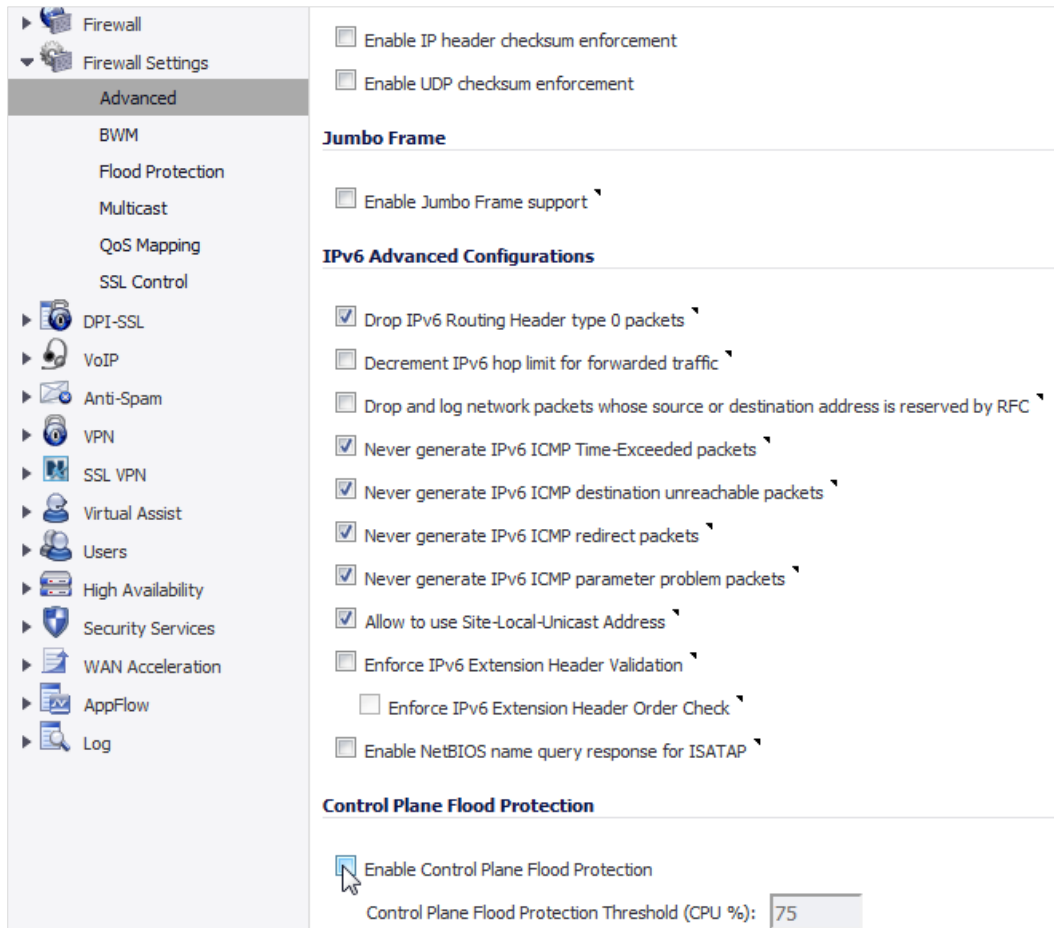 Firewall
Firewall Settings
Advanced
BWM
Flood Protection
Multicast
QoS Mapping
SSL Control
DPI-SSL
VoIP
Anti-Spam
VPN
SSL VPN
Virtual Assist
Users
High Availability
Security Services
WAN Acceleration
AppFlow
Log
Enable IP header checksum enforcement
Enable UDP checksum enforcement
Jumbo Frame
Enable Jumbo Frame support
IPv6 Advanced Configurations
Drop IPv6 Routing Header type 0 packets
Decrement IPv6 hop limit for forwarded traffic
Drop and log network packets whose source or destination address is reserved by RFC
Never generate IPv6 ICMP Time-Exceeded packets
Never generate IPv6 ICMP destination unreachable packets
Never generate IPv6 ICMP redirect packets
Never generate IPv6 ICMP parameter problem packets
Allow to use Site-Local-Unicast Address
Enforce IPv6 Extension Header Validation
Enforce IPv6 Extension Header Order Check
Enable NetBIOS name query response for ISATAP
Control Plane Flood Protection
Enable Control Plane Flood Protection
Control Plane Flood Protection Threshold (CPU %): 75